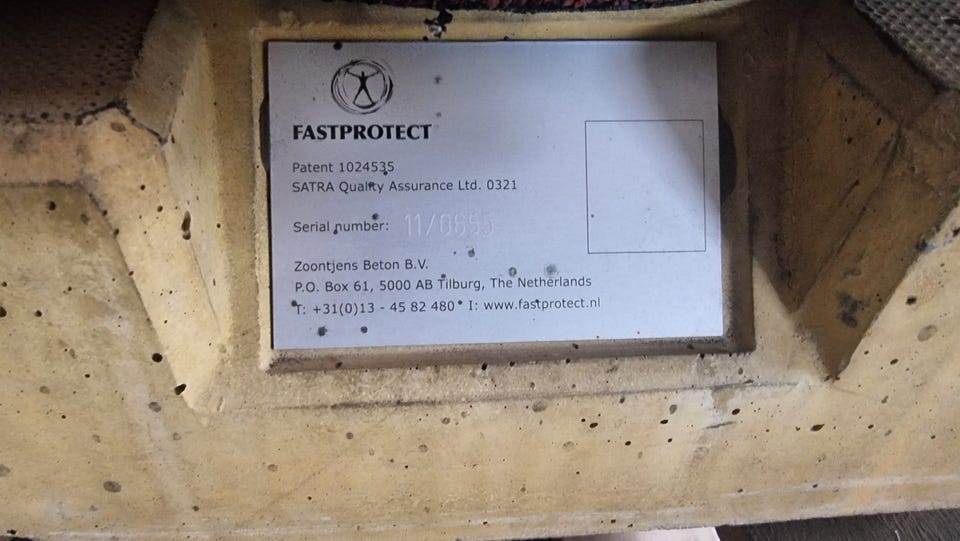 FASTPROTECT
Patent 1024535
SATRA Quality Assurance Ltd. 0321
Serial number: 11/0655
Zoontjens Beton B.V.
P.O. Box 61, 5000 AB Tilburg, The Netherlands
T: +31(0)13 - 45 82 480 I: www.fastprotect.nl